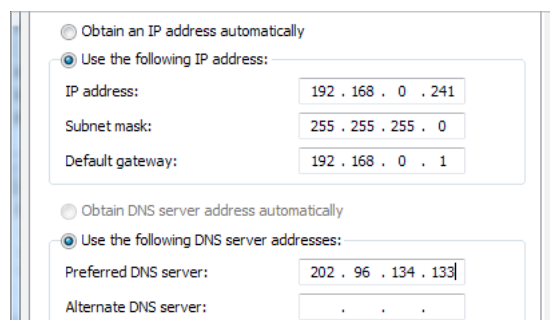 Obtain an IP address automatically
Use the following IP address:
IP address: 192 . 168 . 0 . 241
Subnet mask: 255 . 255 . 255 . 0
Default gateway: 192 . 168 . 0 . 1
Obtain DNS server address automatically
Use the following DNS server addresses:
Preferred DNS server: 202 . 96 . 134 . 133
Alternate DNS server: . . .